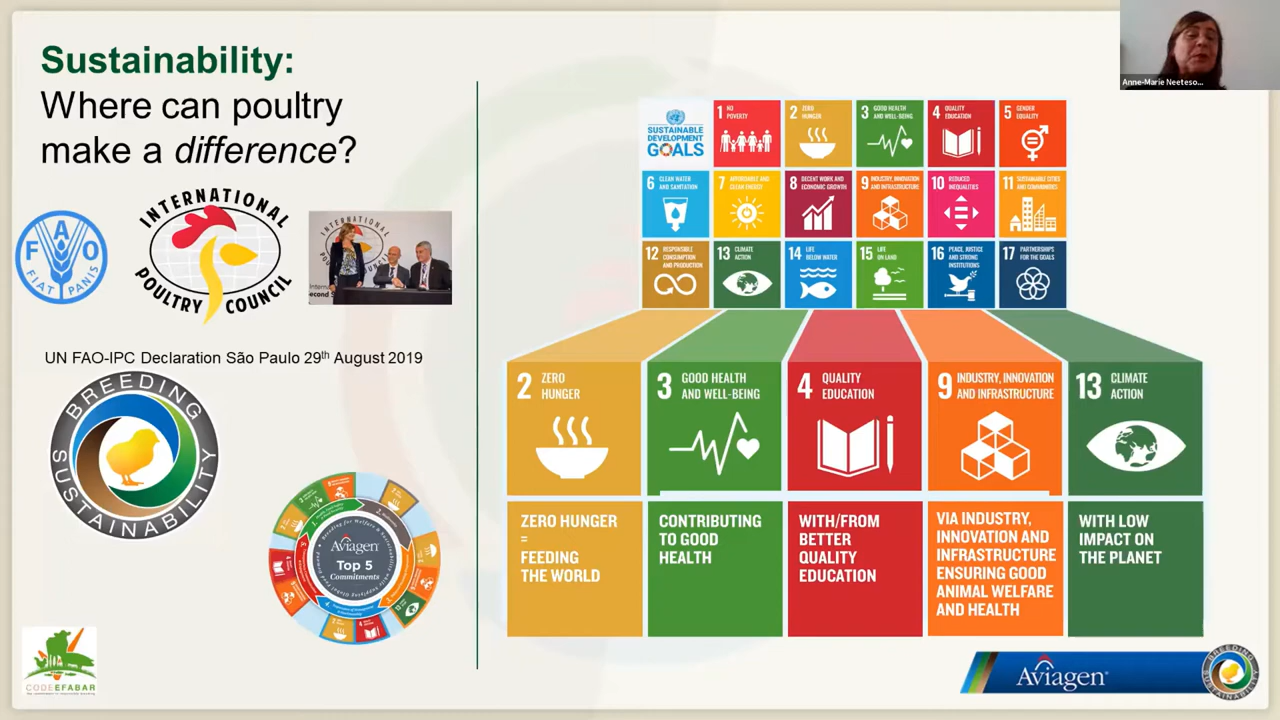 Sustainability:
Where can poultry
make a difference?
Anne-Marie Neeteso...
FAO
FIAT
PANIS
INTERNATIONAL
POULTRY COUNCIL
UN FAO-IPC Declaration São Paulo 29th August 2019
BREEDING
SUSTAINABILITY
Aviagen
Top 5
Commitments
CODEEFABAR
SUSTAINABLE
DEVELOPMENT
GOALS
1 NO
POVERTY
2 ZERO
HUNGER
3 GOOD HEALTH
AND WELL-BEING
4 QUALITY
EDUCATION
5 GENDER
EQUALITY
6 CLEAN WATER
AND SANITATION
7 AFFORDABLE AND
CLEAN ENERGY
8 DECENT WORK AND
ECONOMIC GROWTH
9 INDUSTRY, INNOVATION
AND INFRASTRUCTURE
10 REDUCED
INEQUALITIES
11 SUSTAINABLE CITIES
AND COMMUNITIES
12 RESPONSIBLE
CONSUMPTION
AND PRODUCTION
13 CLIMATE
ACTION
14 LIFE
BELOW WATER
15 LIFE
ON LAND
16 PEACE, JUSTICE
AND STRONG
INSTITUTIONS
17 PARTNERSHIPS
FOR THE GOALS
2 ZERO
HUNGER
3 GOOD HEALTH
AND WELL-BEING
4 QUALITY
EDUCATION
9 INDUSTRY, INNOVATION
AND INFRASTRUCTURE
13 CLIMATE
ACTION
ZERO HUNGER
=
FEEDING
THE WORLD
CONTRIBUTING
TO GOOD
HEALTH
WITH/FROM
BETTER
QUALITY
EDUCATION
VIA INDUSTRY,
INNOVATION AND
INFRASTRUCTURE
ENSURING GOOD
ANIMAL WELFARE
AND HEALTH
WITH LOW
IMPACT ON
THE PLANET
Aviagen
BREEDING
SUSTAINABILITY